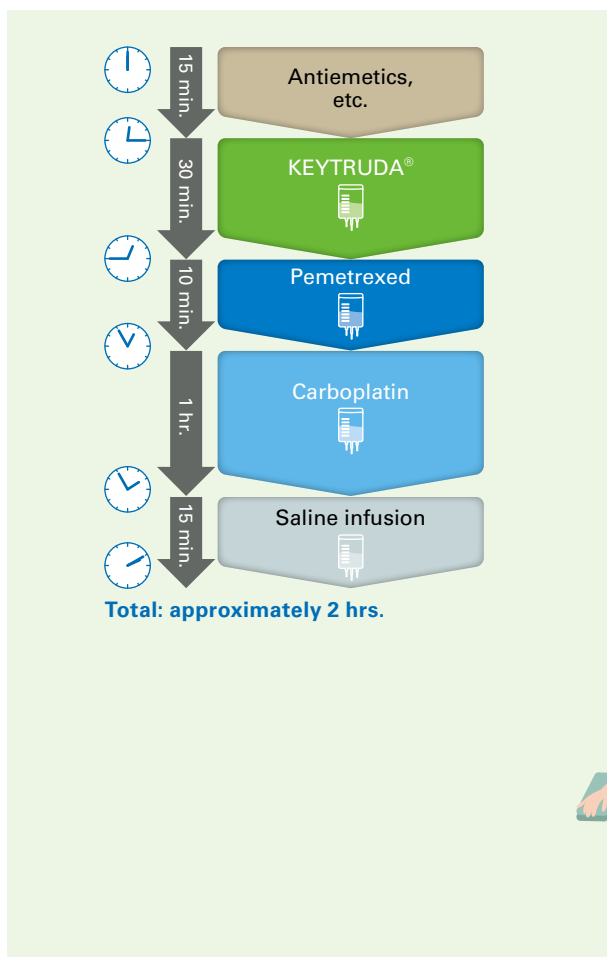 15 min.
Antiemetics,
etc.
30 min.
KEYTRUDA®
10 min.
Pemetrexed
1 hr.
Carboplatin
15 min.
Saline infusion
Total: approximately 2 hrs.